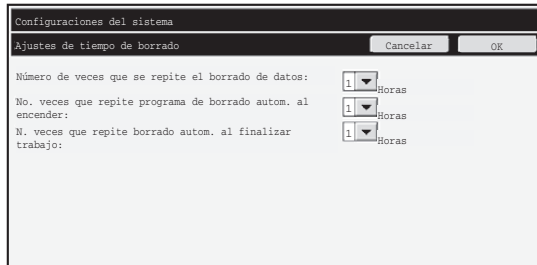 Configuraciones del sistema
Ajustes de tiempo de borrado
Cancelar
OK
Número de veces que se repite el borrado de datos:
1
Horas
No. veces que repite programa de borrado autom. al
encender:
1
Horas
N. veces que repite borrado autom. al finalizar
trabajo:
1
Horas